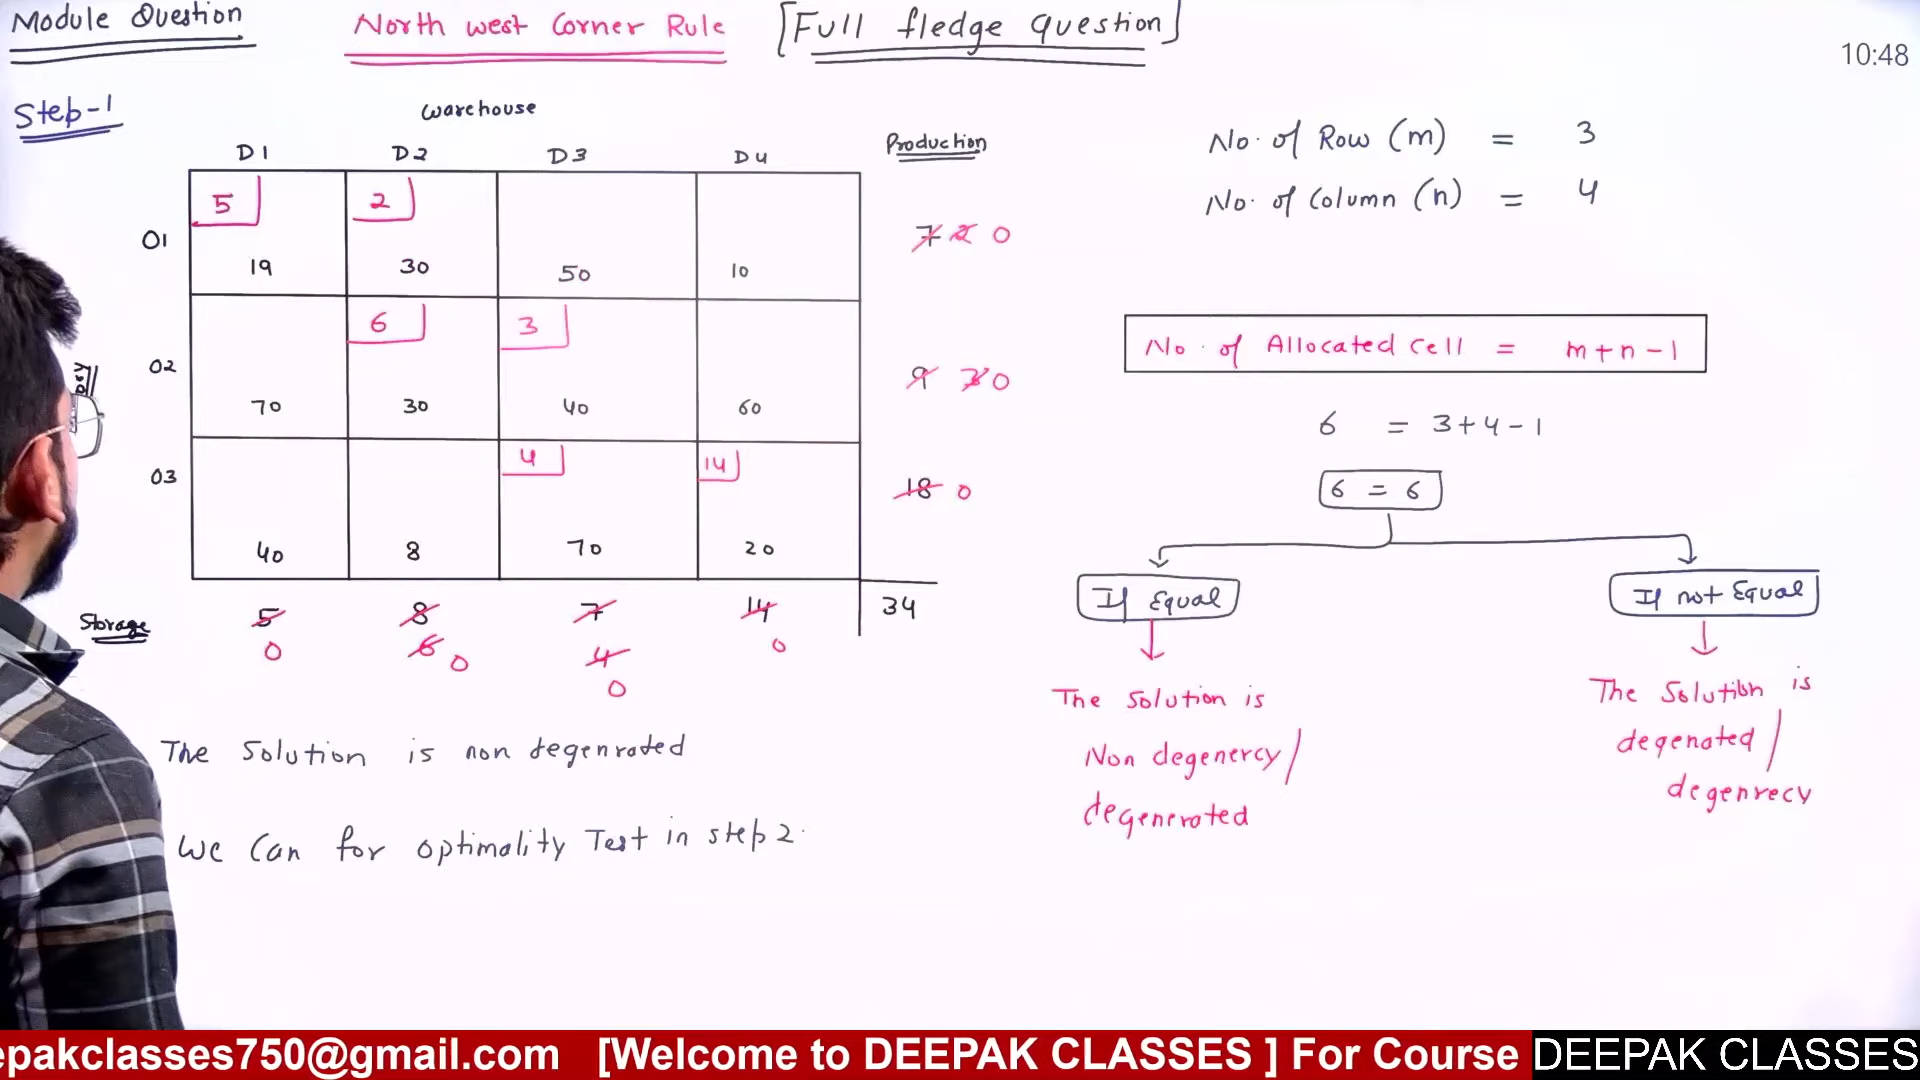 Module Question
North west Corner Rule
[Full fledge Question]
10:48
Step-1
Warehouse
D1 D2 D3 D4 Production
5 2
O1 19 30 50 10 7 2 0
6 3
O2 70 30 40 60 9 3 0
4 14
O3 40 8 70 20 18 0
Storage 5 8 7 14 34
0 6 0 4 0
0
The Solution is non degenrated
We Can for optimality Test in step 2.
No. of Row (m) = 3
No. of Column (n) = 4
No. of Allocated Cell = m+n-1
6 = 3+4-1
6 = 6
If Equal
If not Equal
The Solution is
Non degenercy/
degenerated
The Solution is
degenated/
degenrecy
epakclasses750@gmail.com [Welcome to DEEPAK CLASSES ] For Course
DEEPAK CLASSES